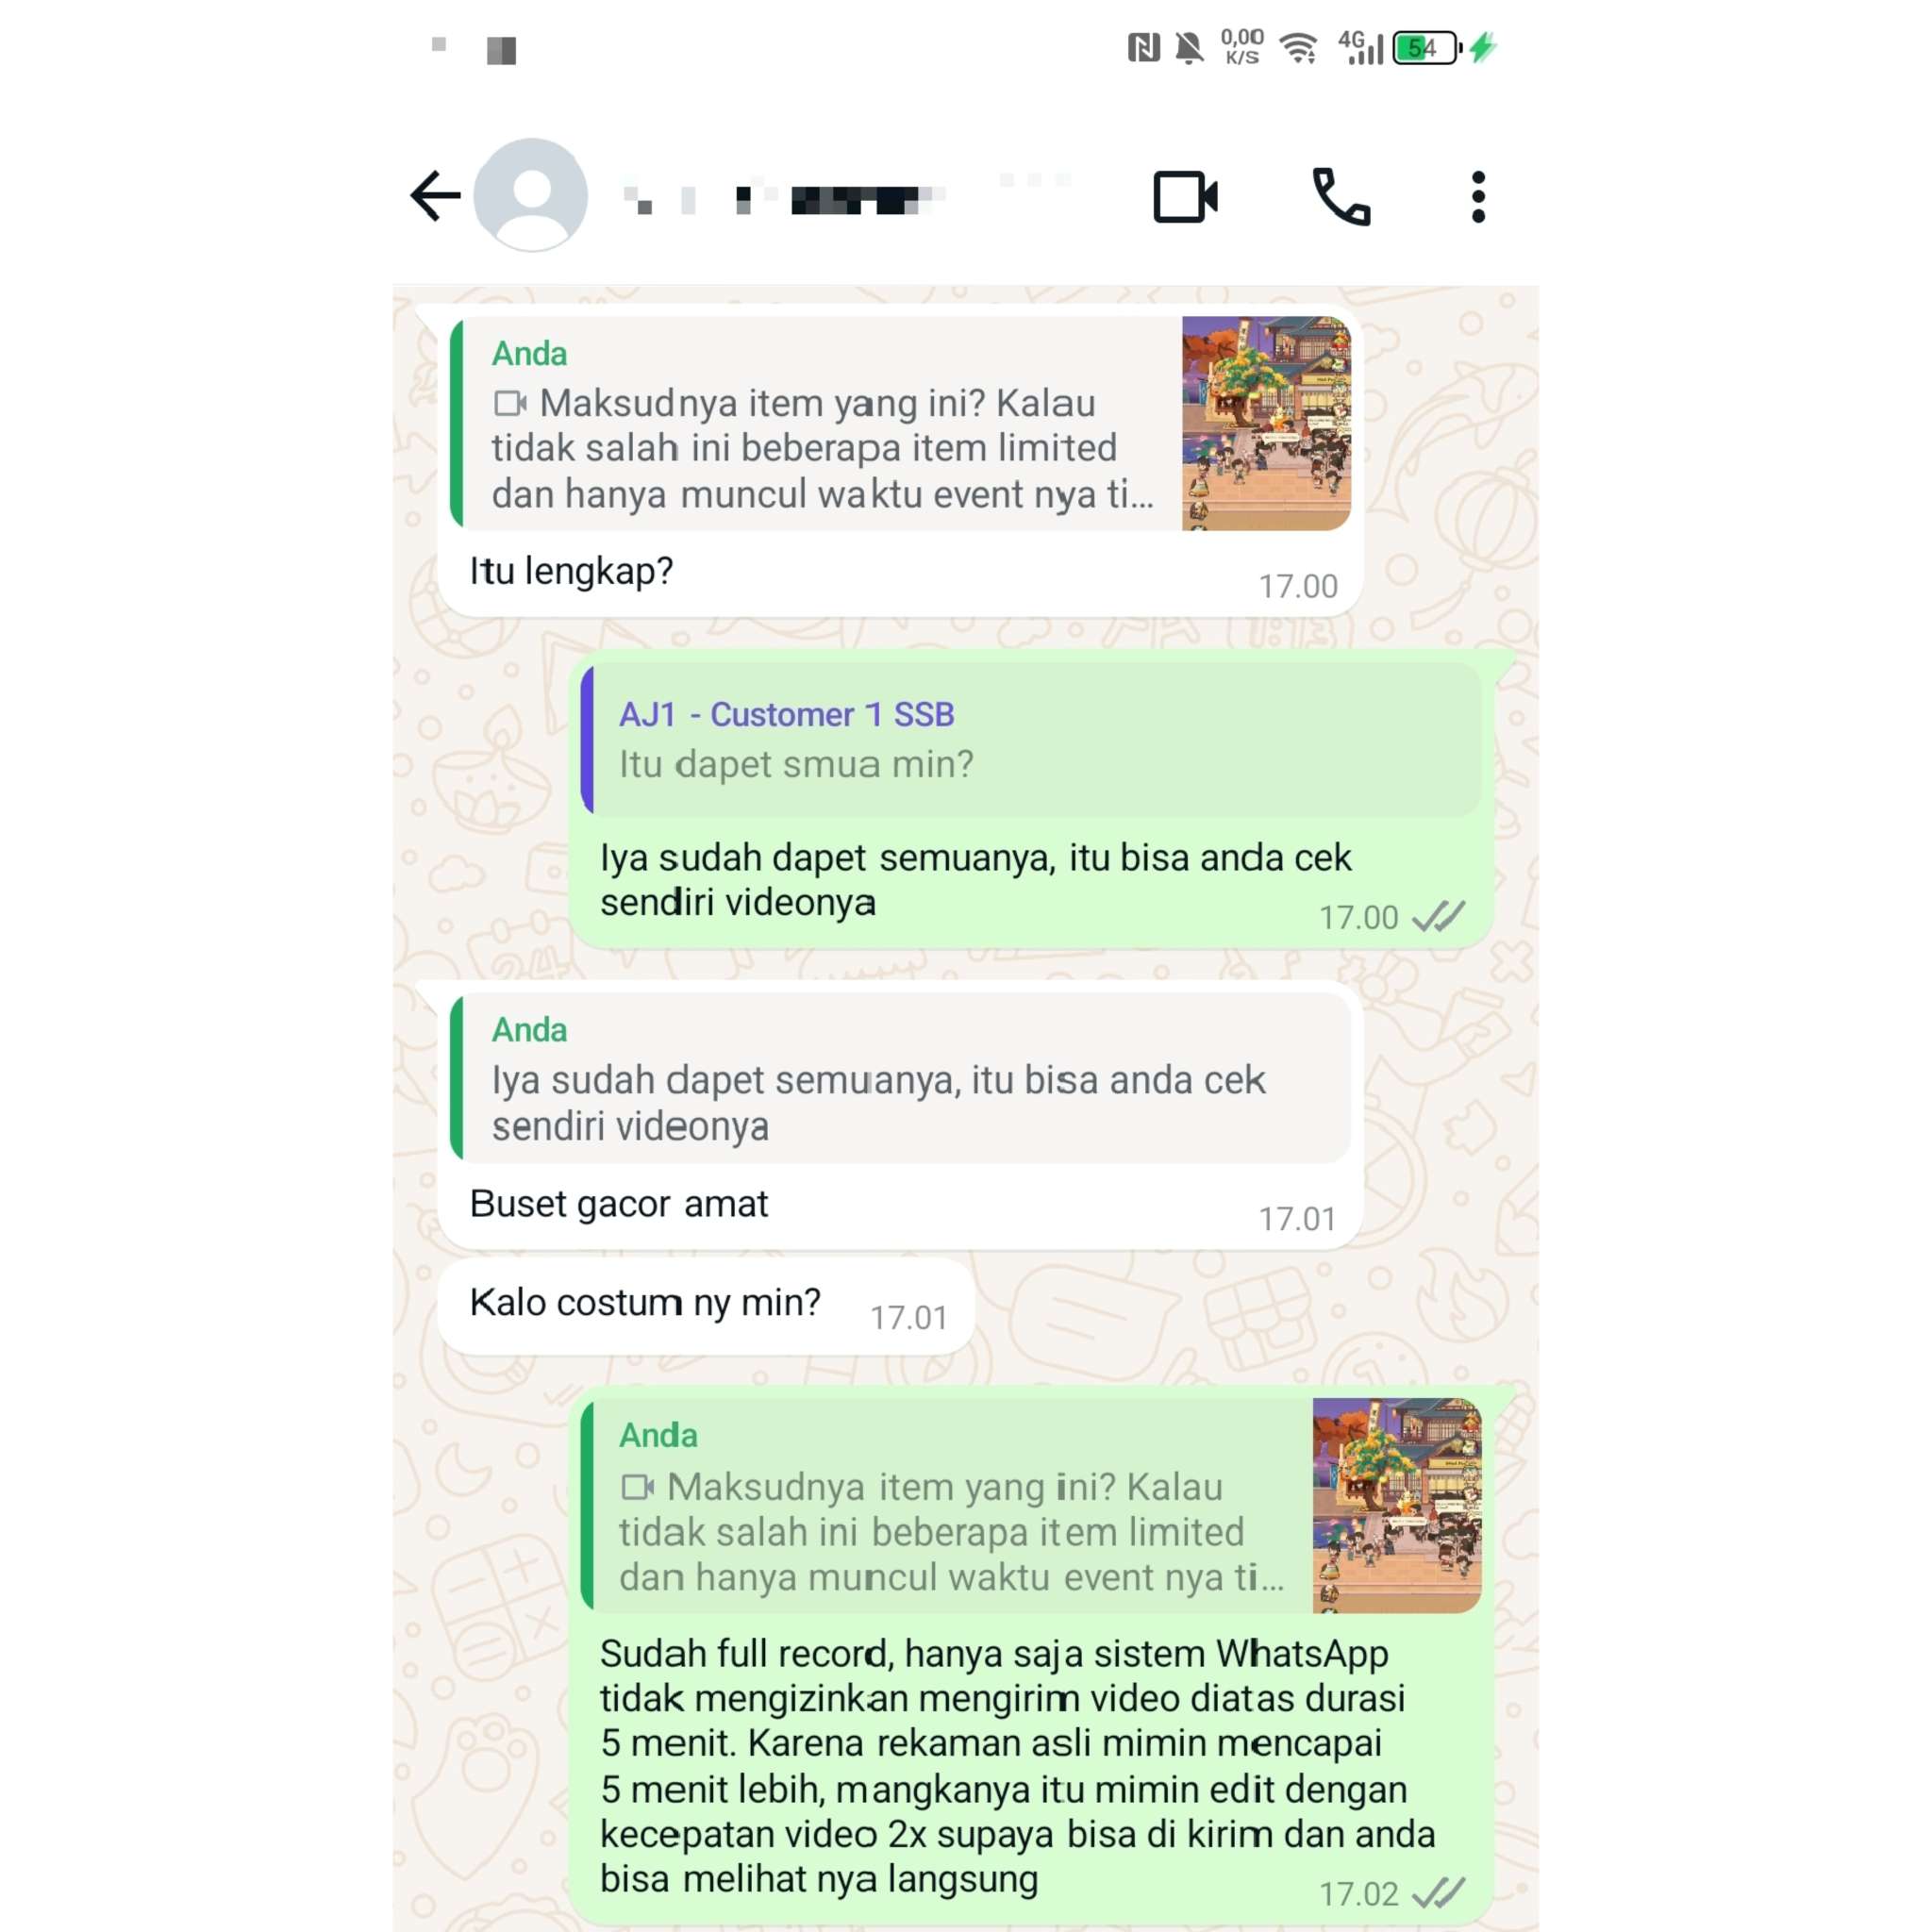 0,00
K/S
4G
54
Anda
Maksudnya item yang ini? Kalau
tidak salah ini beberapa item limited
dan hanya muncul waktu event nya ti...
Itu lengkap?
17.00
AJ1 - Customer 1 SSB
Itu dapet smua min?
Iya sudah dapet semuanya, itu bisa anda cek
sendiri videonya
17.00
Anda
Iya sudah dapet semuanya, itu bisa anda cek
sendiri videonya
Buset gacor amat
17.01
Kalo costum ny min?
17.01
Anda
Maksudnya item yang ini? Kalau
tidak salah ini beberapa item limited
dan hanya muncul waktu event nya ti...
Sudah full record, hanya saja sistem WhatsApp
tidak mengizinkan mengirim video diatas durasi
5 menit. Karena rekaman asli mimin mencapai
5 menit lebih, mangkanya itu mimin edit dengan
kecepatan video 2x supaya bisa di kirim dan anda
bisa melihat nya langsung
17.02